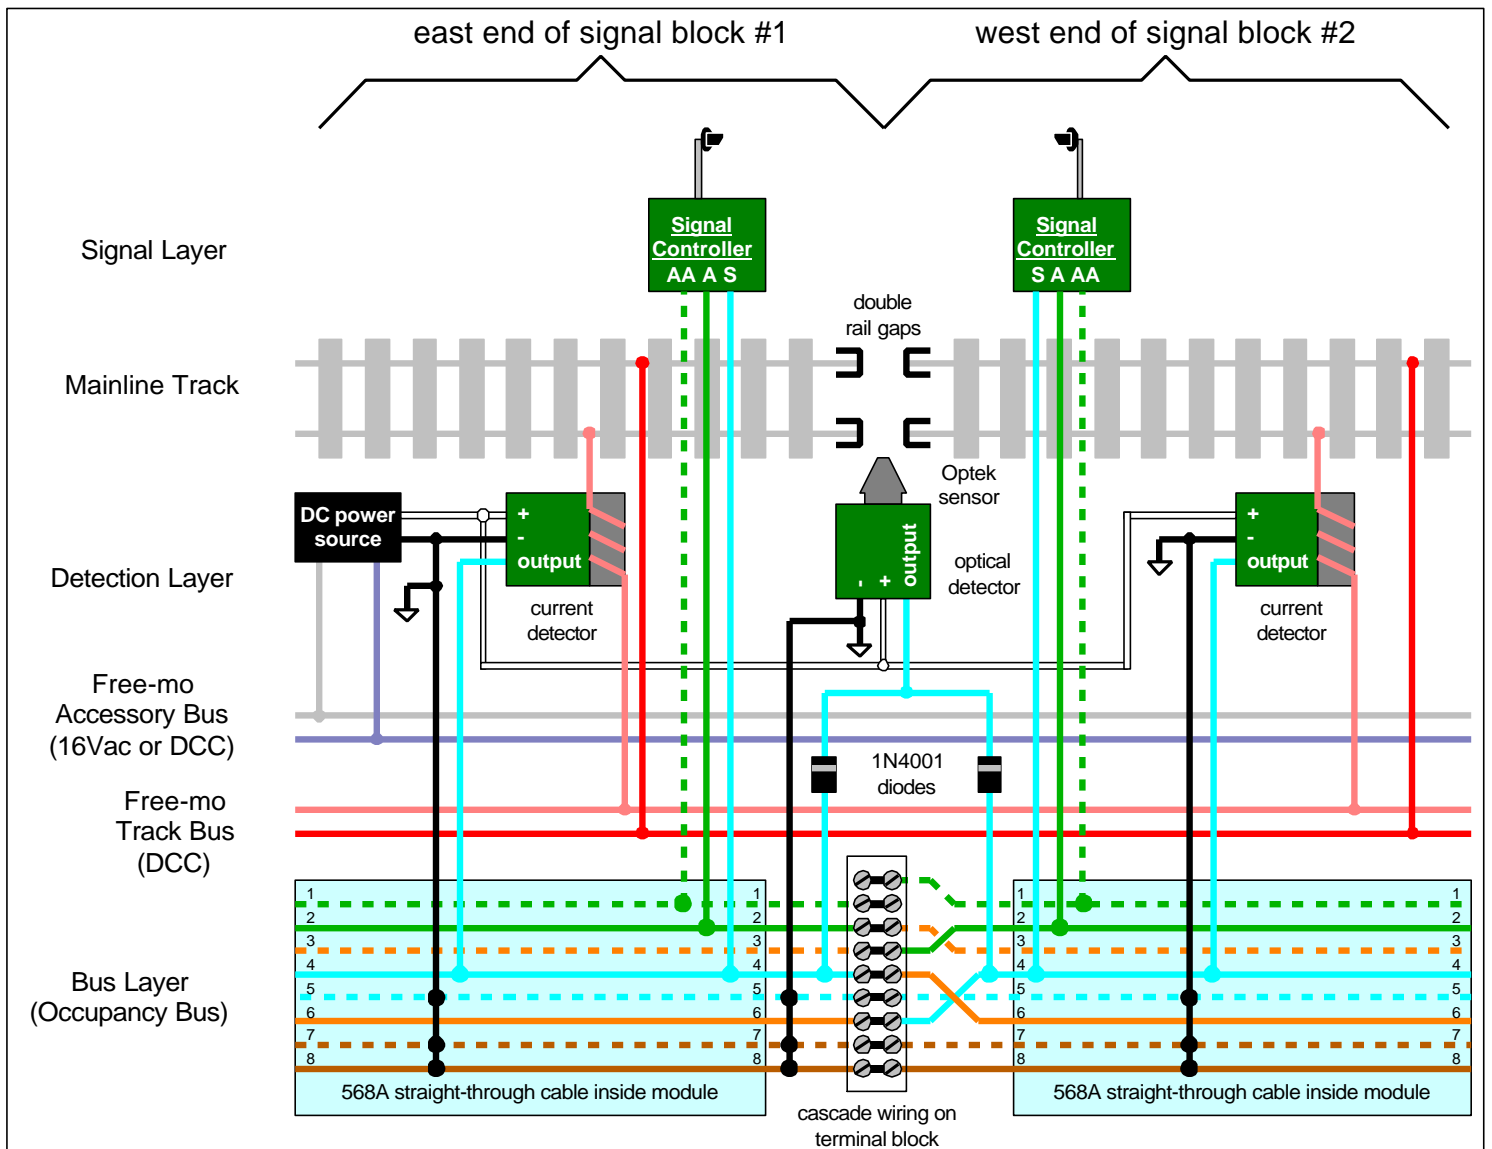 east end of signal block #1
west end of signal block #2
Signal Layer
Signal
Controller
AA A S
Signal
Controller
S A AA
double
rail gaps
Mainline Track
Optek
sensor
DC power
source
+
-
output
current
detector
output
- +
optical
detector
+
-
output
current
detector
Detection Layer
Free-mo
Accessory Bus
(16Vac or DCC)
1N4001
diodes
Free-mo
Track Bus
(DCC)
Bus Layer
(Occupancy Bus)
1 1
2 2
3 3
4 4
5 5
6 6
7 7
8 8
568A straight-through cable inside module
cascade wiring on
terminal block
1 1
2 2
3 3
4 4
5 5
6 6
7 7
8 8
568A straight-through cable inside module